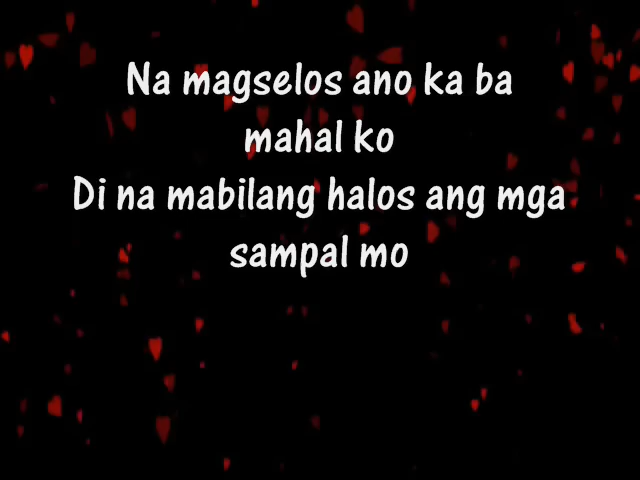 Na magselos ano ka ba
mahal ko
Di na mabilang halos ang mga
sampal mo